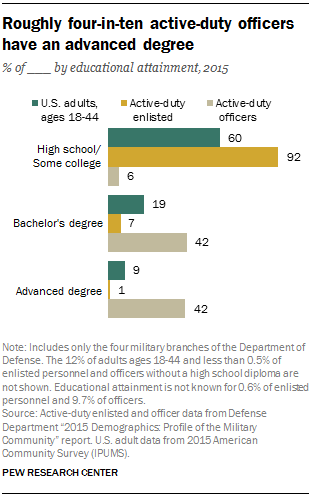 Roughly four-in-ten active-duty officers
have an advanced degree
% of ___ by educational attainment, 2015
U.S. adults, ages 18-44
Active-duty enlisted
Active-duty officers
High school/
Some college
60
92
6
Bachelor's degree
19
7
42
Advanced degree
9
1
42
Note: Includes only the four military branches of the Department of
Defense. The 12% of adults ages 18-44 and less than 0.5% of
enlisted personnel and officers without a high school diploma are
not shown. Educational attainment is not known for 0.6% of enlisted
personnel and 9.7% of officers.
Source: Active-duty enlisted and officer data from Defense
Department “2015 Demographics: Profile of the Military
Community” report. U.S. adult data from 2015 American
Community Survey (IPUMS).
PEW RESEARCH CENTER